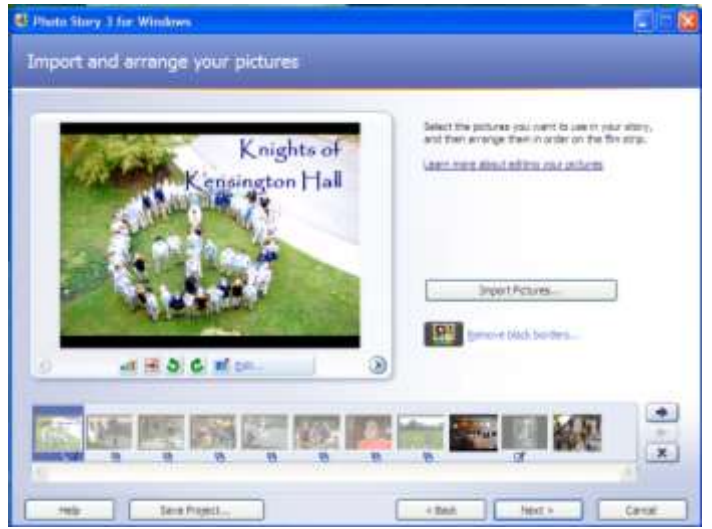 Photo Story 3 for Windows
Import and arrange your pictures
Knights of
Kensington Hall
Select the pictures you want to use in your story,
and then arrange them in order on the film strip.
Learn more about editing your pictures
Import Pictures...
Remove black borders...
Edit...
Help
Save Project...
< Back
Next >
Cancel